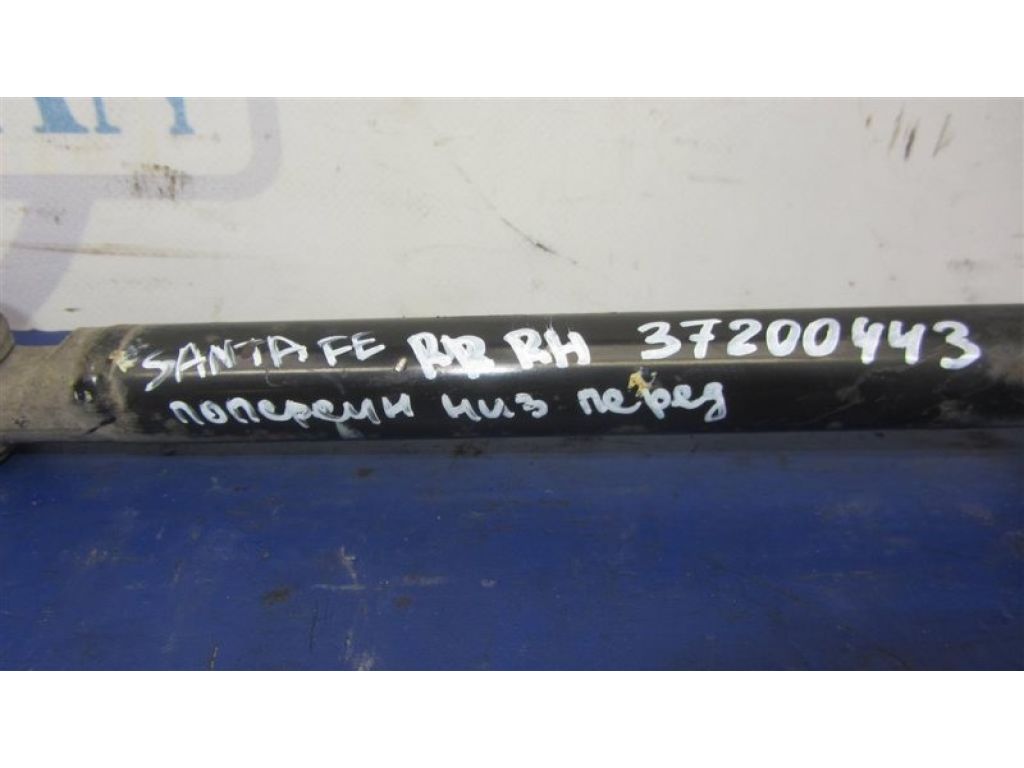 SANTA FE RR RH 37200443
поперечн низ перед